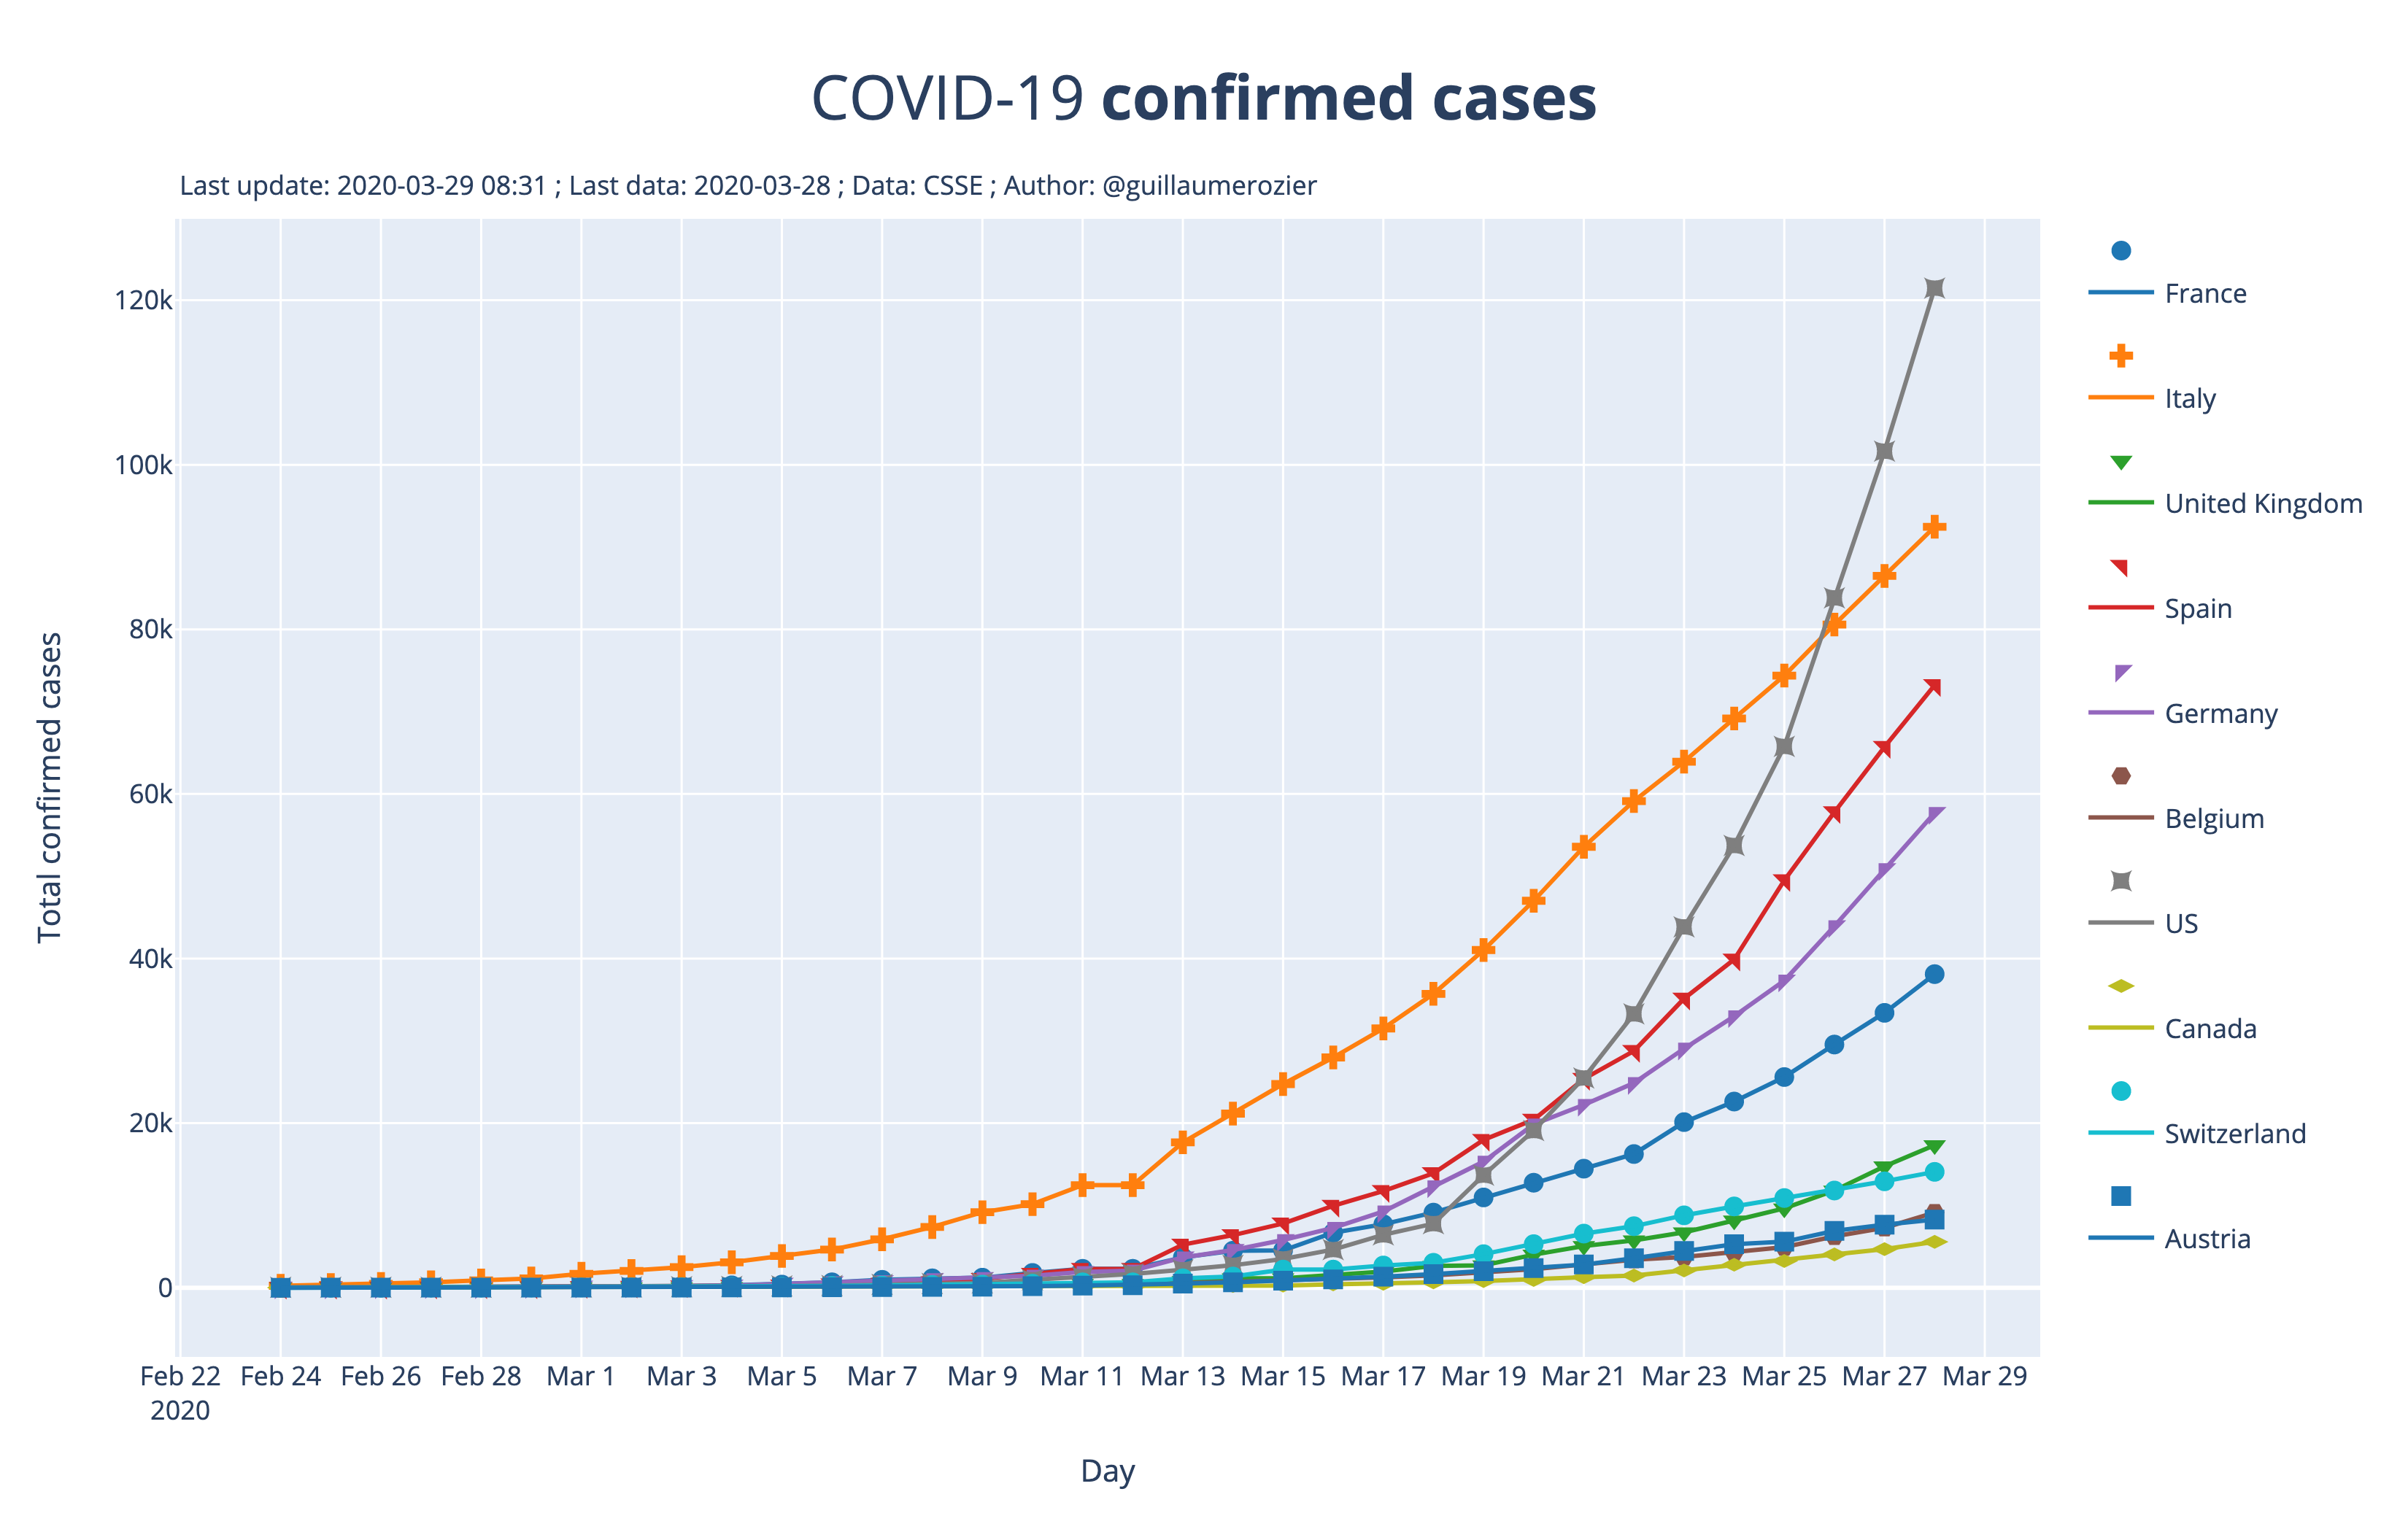 COVID-19 confirmed cases
Last update: 2020-03-29 08:31 ; Last data: 2020-03-28 ; Data: CSSE ; Author: @guillaumerozier
Total confirmed cases
120k
100k
80k
60k
40k
20k
0
Feb 22 Feb 24 Feb 26 Feb 28 Mar 1 Mar 3 Mar 5 Mar 7 Mar 9 Mar 11 Mar 13 Mar 15 Mar 17 Mar 19 Mar 21 Mar 23 Mar 25 Mar 27 Mar 29
2020
Day
France
Italy
United Kingdom
Spain
Germany
Belgium
US
Canada
Switzerland
Austria